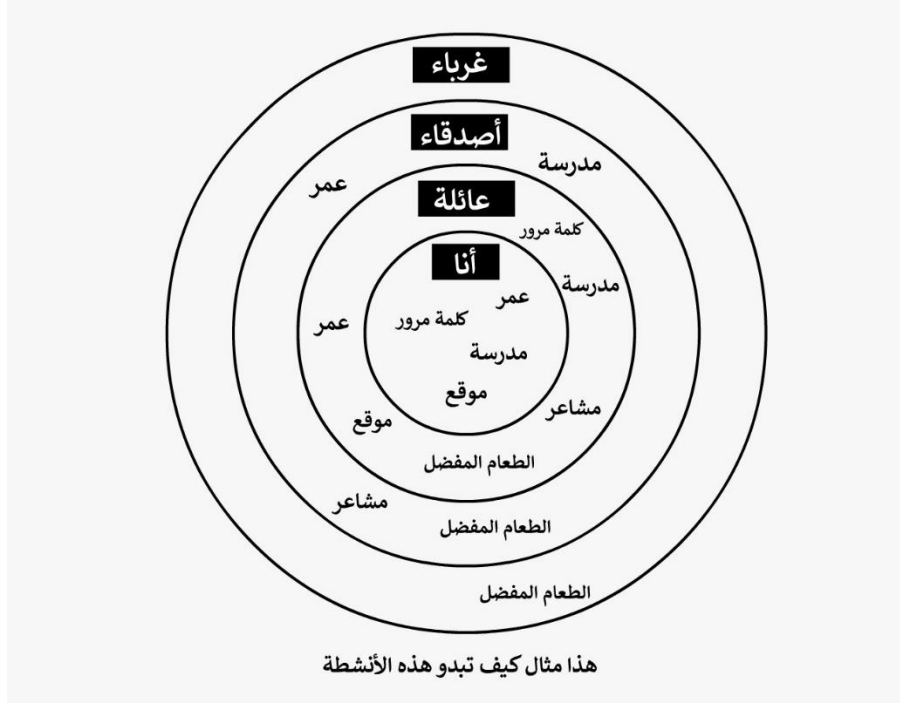 غرباء
أصدقاء
مدرسة
عمر
عائلة
كلمة مرور
أنا
مدرسة
عمر
كلمة مرور
عمر
مدرسة
موقع
مشاعر
موقع
الطعام المفضل
مشاعر
الطعام المفضل
الطعام المفضل
هذا مثال كيف تبدو هذه الأنشطة